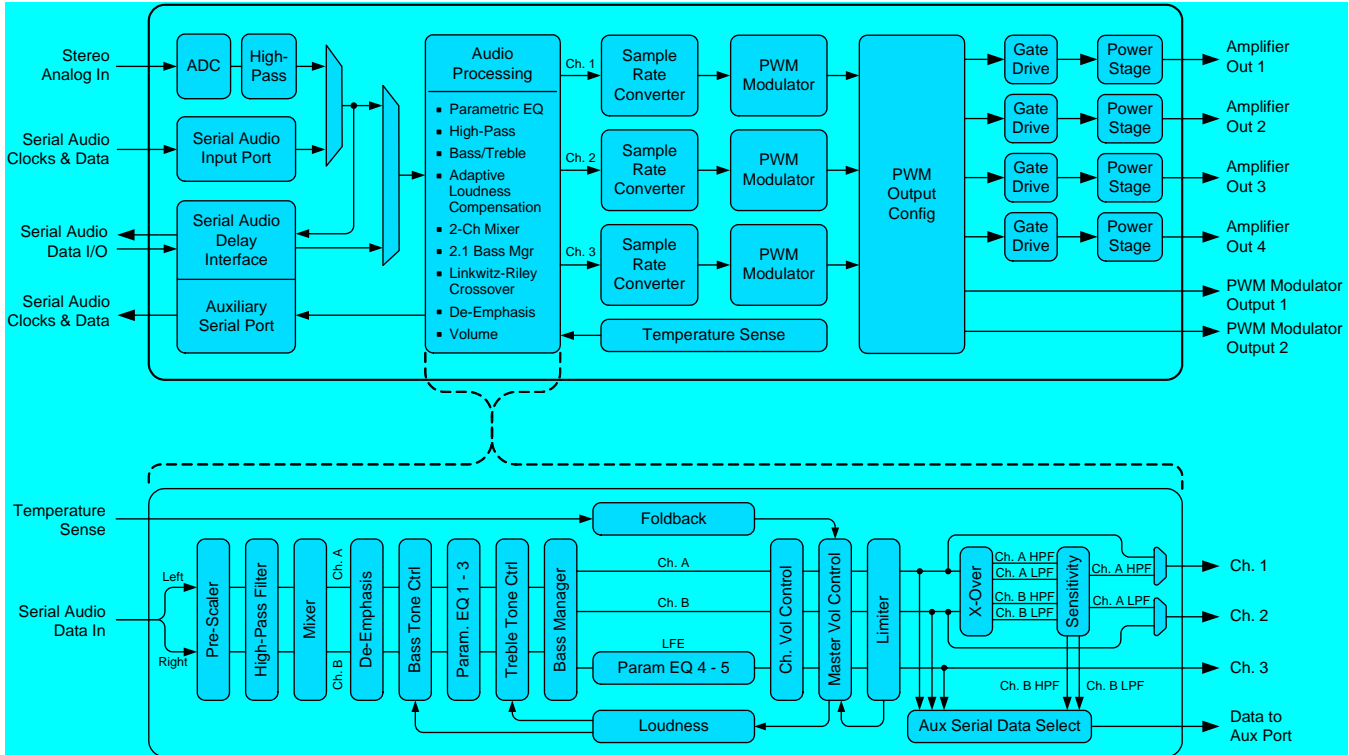 Stereo
Analog In
ADC
High-
Pass
Serial Audio
Clocks & Data
Serial Audio
Input Port
Serial Audio
Data I/O
Serial Audio
Delay
Interface
Serial Audio
Clocks & Data
Auxiliary
Serial Port
Audio
Processing
▪ Parametric EQ
▪ High-Pass
▪ Bass/Treble
▪ Adaptive
Loudness
Compensation
▪ 2-Ch Mixer
▪ 2.1 Bass Mgr
▪ Linkwitz-Riley
Crossover
▪ De-Emphasis
▪ Volume
Ch. 1
Sample
Rate
Converter
PWM
Modulator
Ch. 2
Sample
Rate
Converter
PWM
Modulator
Ch. 3
Sample
Rate
Converter
PWM
Modulator
Temperature Sense
PWM
Output
Config
Gate
Drive
Power
Stage
Amplifier
Out 1
Gate
Drive
Power
Stage
Amplifier
Out 2
Gate
Drive
Power
Stage
Amplifier
Out 3
Gate
Drive
Power
Stage
Amplifier
Out 4
PWM Modulator
Output 1
PWM Modulator
Output 2
Temperature
Sense
Foldback
Serial Audio
Data In
Left
Right
Pre-Scaler
High-Pass Filter
Mixer
Ch. A
Ch. B
De-Emphasis
Bass Tone Ctrl
Param. EQ 1 - 3
Treble Tone Ctrl
Bass Manager
Ch. A
Ch. B
LFE
Param EQ 4 - 5
Loudness
Ch. Vol Control
Master Vol Control
Limiter
X-Over
Ch. A HPF
Ch. A LPF
Ch. B HPF
Ch. B LPF
Sensitivity
Ch. A HPF
Ch. A LPF
Ch. B HPF
Ch. B LPF
Aux Serial Data Select
Ch. 1
Ch. 2
Ch. 3
Data to
Aux Port